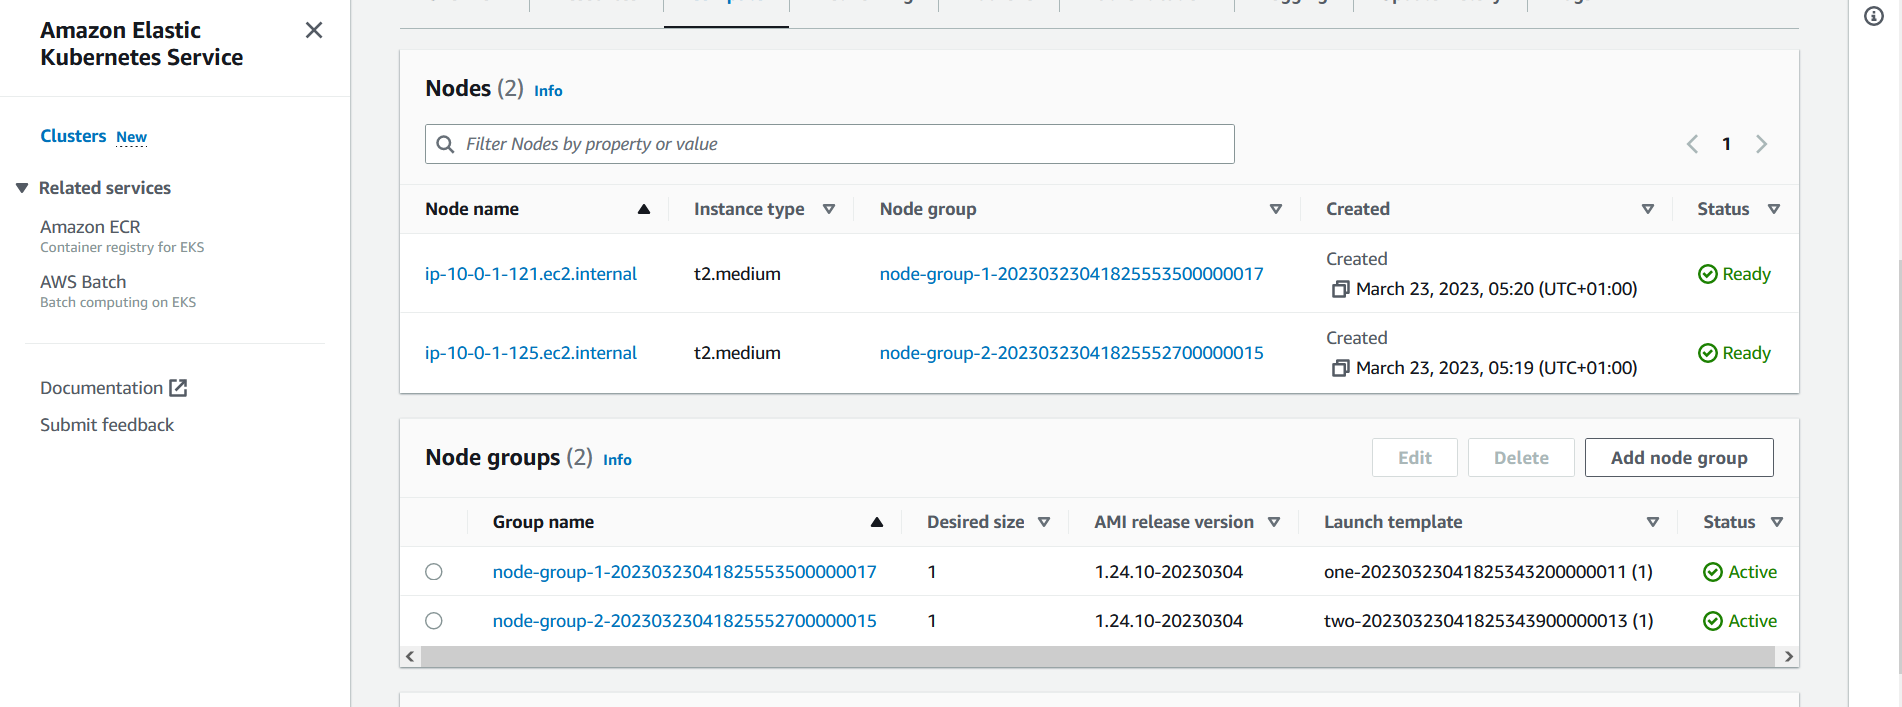 Amazon Elastic
Kubernetes Service
Clusters New
Related services
Amazon ECR
Container registry for EKS
AWS Batch
Batch computing on EKS
Documentation
Submit feedback
Nodes (2) Info
Filter Nodes by property or value
1
Node name Instance type Node group Created Status
ip-10-0-1-121.ec2.internal t2.medium node-group-1-20230323041825553500000017 Created
March 23, 2023, 05:20 (UTC+01:00) Ready
ip-10-0-1-125.ec2.internal t2.medium node-group-2-20230323041825552700000015 Created
March 23, 2023, 05:19 (UTC+01:00) Ready
Node groups (2) Info
Edit Delete Add node group
Group name Desired size AMI release version Launch template Status
node-group-1-20230323041825553500000017 1 1.24.10-20230304 one-20230323041825343200000011 (1) Active
node-group-2-20230323041825552700000015 1 1.24.10-20230304 two-20230323041825343900000013 (1) Active